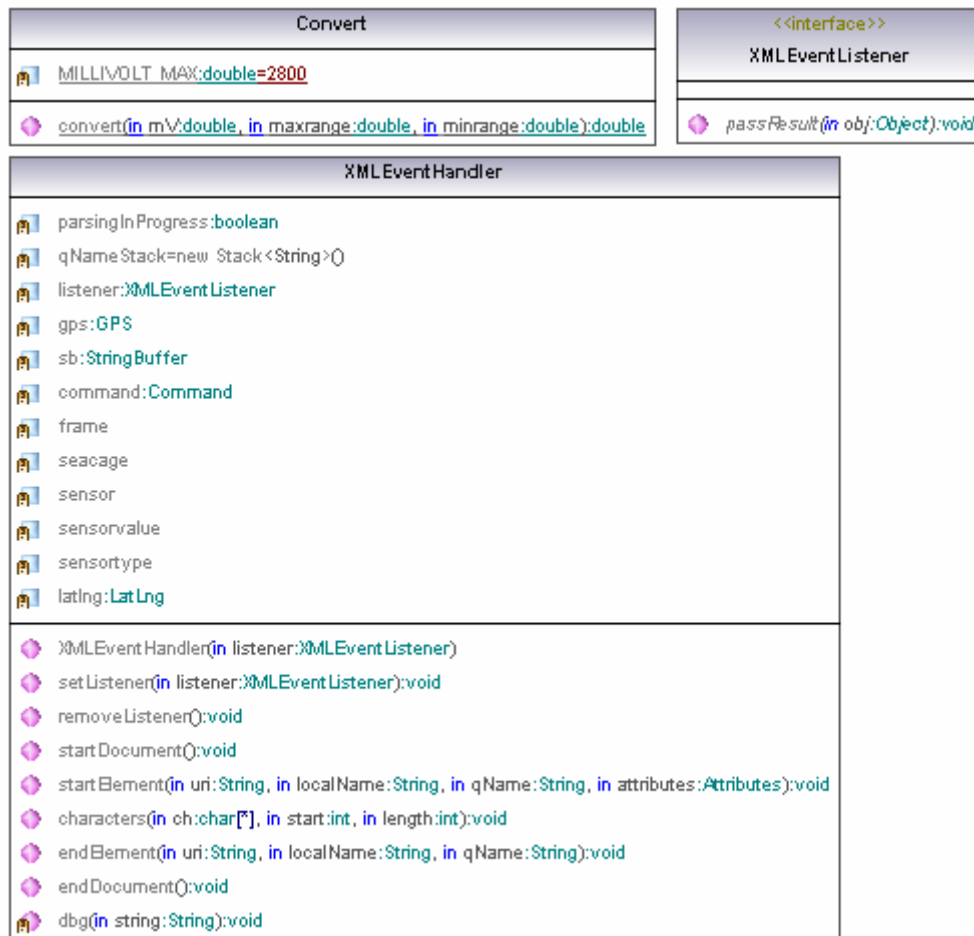 Convert
MILLIVOLT_MAX:double=2800
convert(in mV:double, in maxrange:double, in minrange:double):double
<<interface>>
XMLEventListener
passResult(in obj:Object):void
XMLEventHandler
parsingInProgress:boolean
qNameStack=new Stack<String>()
listener:XMLEventListener
gps:GPS
sb:StringBuffer
command:Command
frame
seacage
sensor
sensorvalue
sensortype
latlng:LatLng
XMLEventHandler(in listener:XMLEventListener)
setListener(in listener:XMLEventListener):void
removeListener():void
startDocument():void
startElement(in uri:String, in localName:String, in qName:String, in attributes:Attributes):void
characters(in ch:char[*], in start:int, in length:int):void
endElement(in uri:String, in localName:String, in qName:String):void
endDocument():void
dbg(in string:String):void